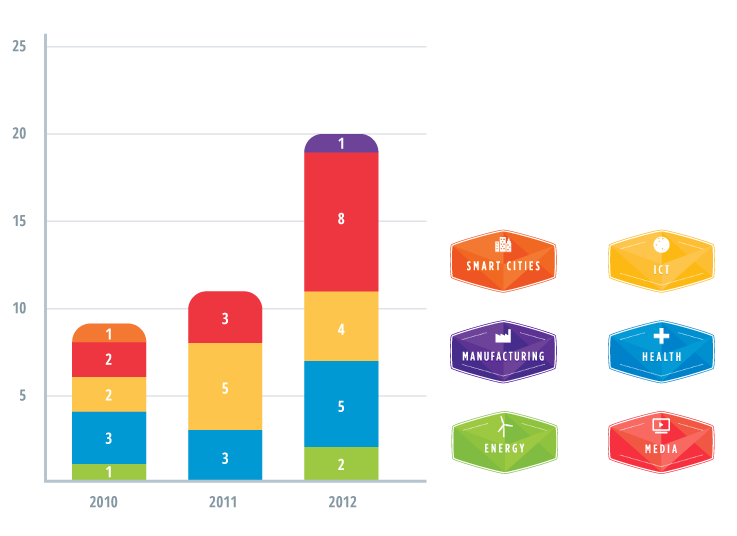 25
20
15
10
5
1
2
2
3
1
3
5
3
1
8
4
5
2
2010 2011 2012
SMART CITIES
ICT
MANUFACTURING
HEALTH
ENERGY
MEDIA